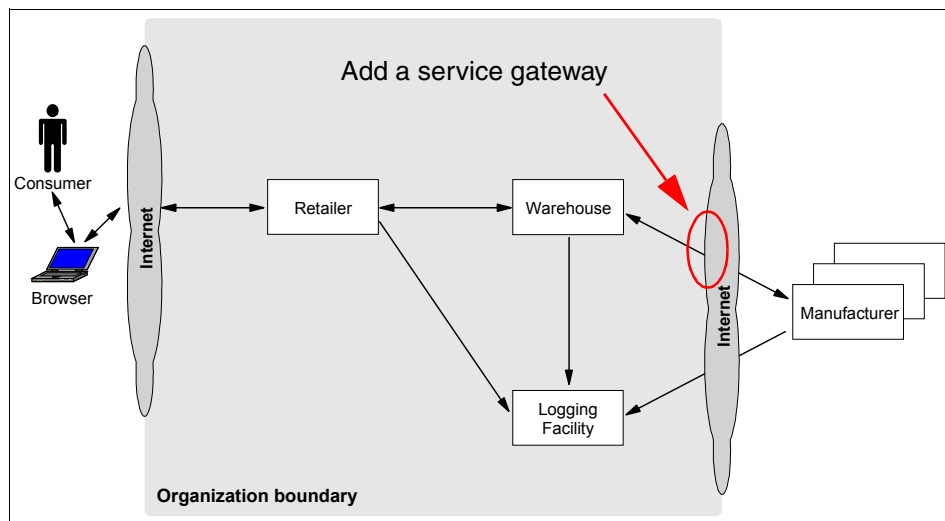 Add a service gateway
Consumer
Browser
Internet
Retailer
Warehouse
Internet
Manufacturer
Logging
Facility
Organization boundary